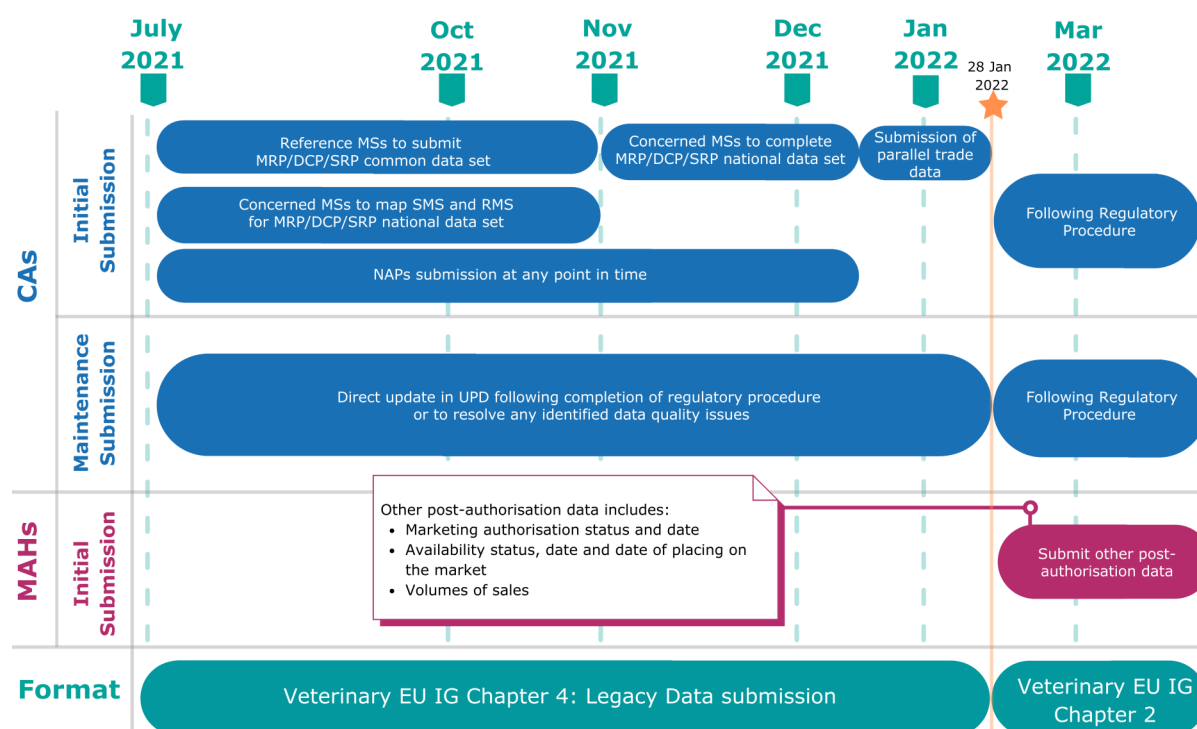 July
2021
Oct
2021
Nov
2021
Dec
2021
Jan
2022
28 Jan
2022
Mar
2022
CAs
Initial
Submission
Reference MSs to submit
MRP/DCP/SRP common data set
Concerned MSs to complete
MRP/DCP/SRP national data set
Submission of
parallel trade
data
Concerned MSs to map SMS and RMS
for MRP/DCP/SRP national data set
NAPs submission at any point in time
Following Regulatory
Procedure
Maintenance
Submission
Direct update in UPD following completion of regulatory procedure
or to resolve any identified data quality issues
Following Regulatory
Procedure
MAHs
Initial
Submission
Other post-authorisation data includes:
• Marketing authorisation status and date
• Availability status, date and date of placing on
the market
• Volumes of sales
Submit other post-
authorisation data
Format
Veterinary EU IG Chapter 4: Legacy Data submission
Veterinary EU IG
Chapter 2